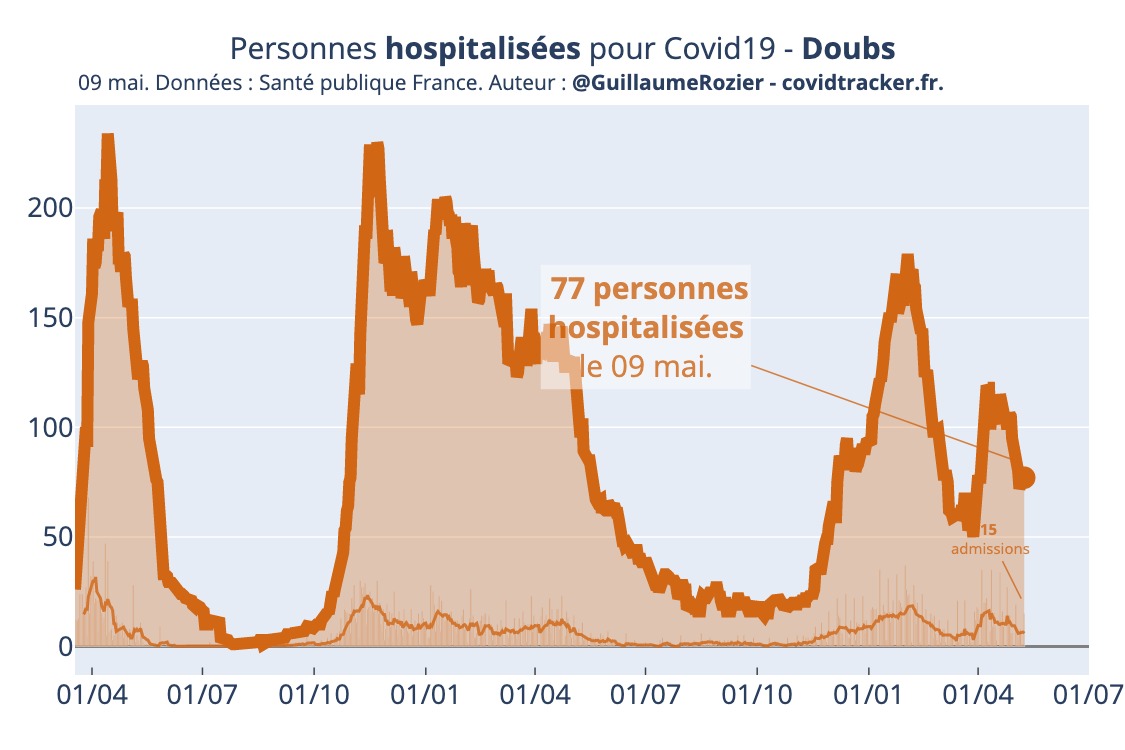 Personnes hospitalisées pour Covid19 - Doubs
09 mai. Données : Santé publique France. Auteur : @GuillaumeRozier - covidtracker.fr.
200
150
100
50
0
77 personnes
hospitalisées
le 09 mai.
15
admissions
01/04
01/07
01/10
01/01
01/04
01/07
01/10
01/01
01/04
01/07